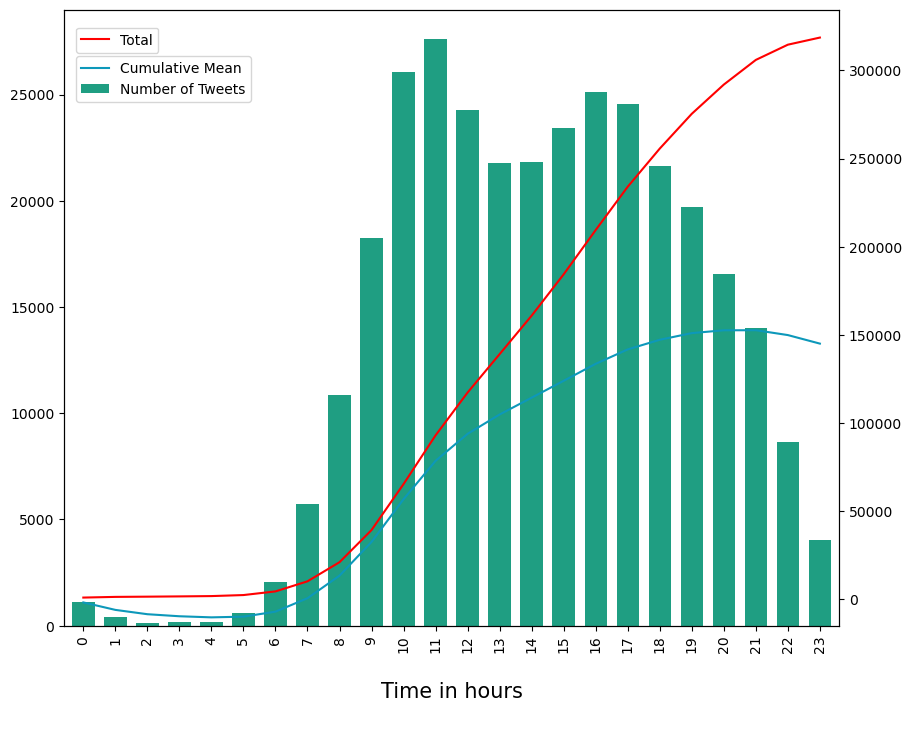 Total
Cumulative Mean
Number of Tweets
25000
20000
15000
10000
5000
0
300000
250000
200000
150000
100000
50000
0
0 1 2 3 4 5 6 7 8 9 10 11 12 13 14 15 16 17 18 19 20 21 22 23
Time in hours